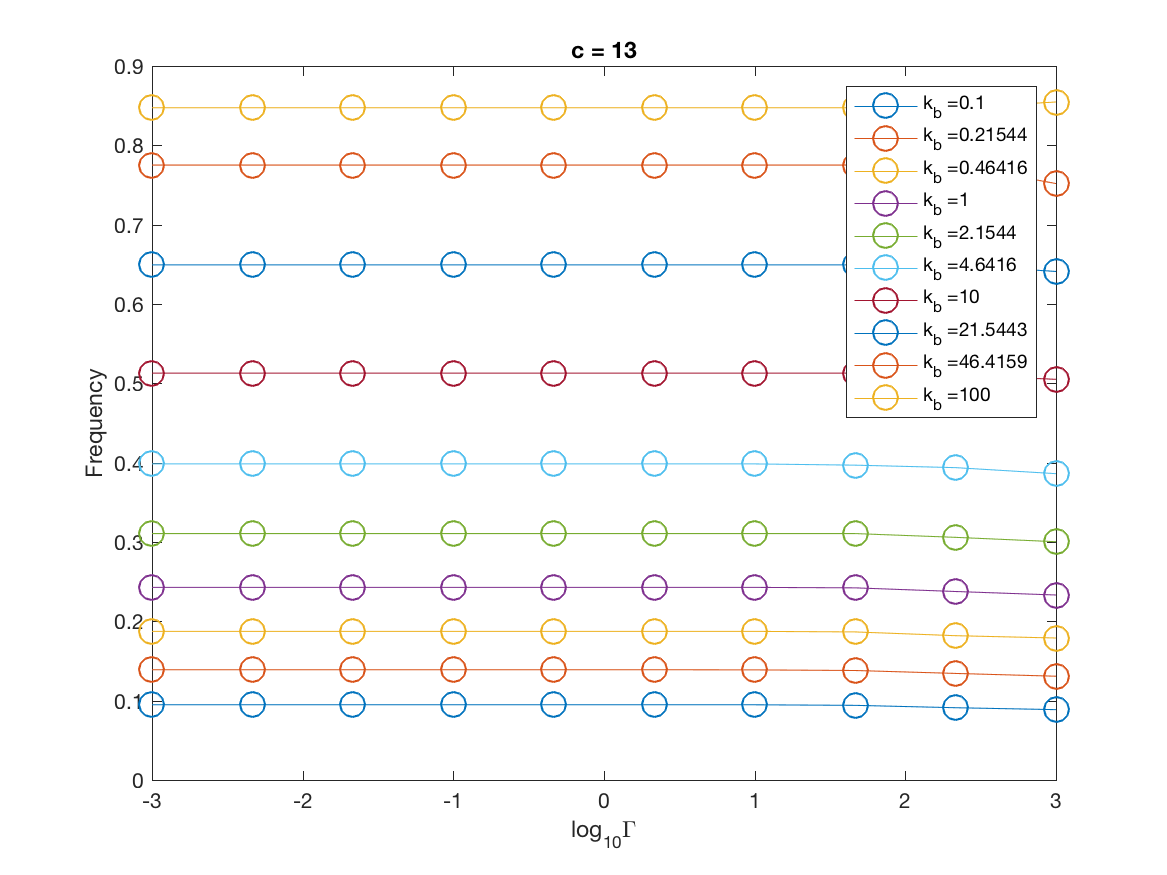 c = 13
0.9
0.8
0.7
0.6
0.5
0.4
0.3
0.2
0.1
0
Frequency
-3 -2 -1 0 1 2 3
log10Γ
kb =0.1
kb =0.21544
kb =0.46416
kb =1
kb =2.1544
kb =4.6416
kb =10
kb =21.5443
kb =46.4159
kb =100